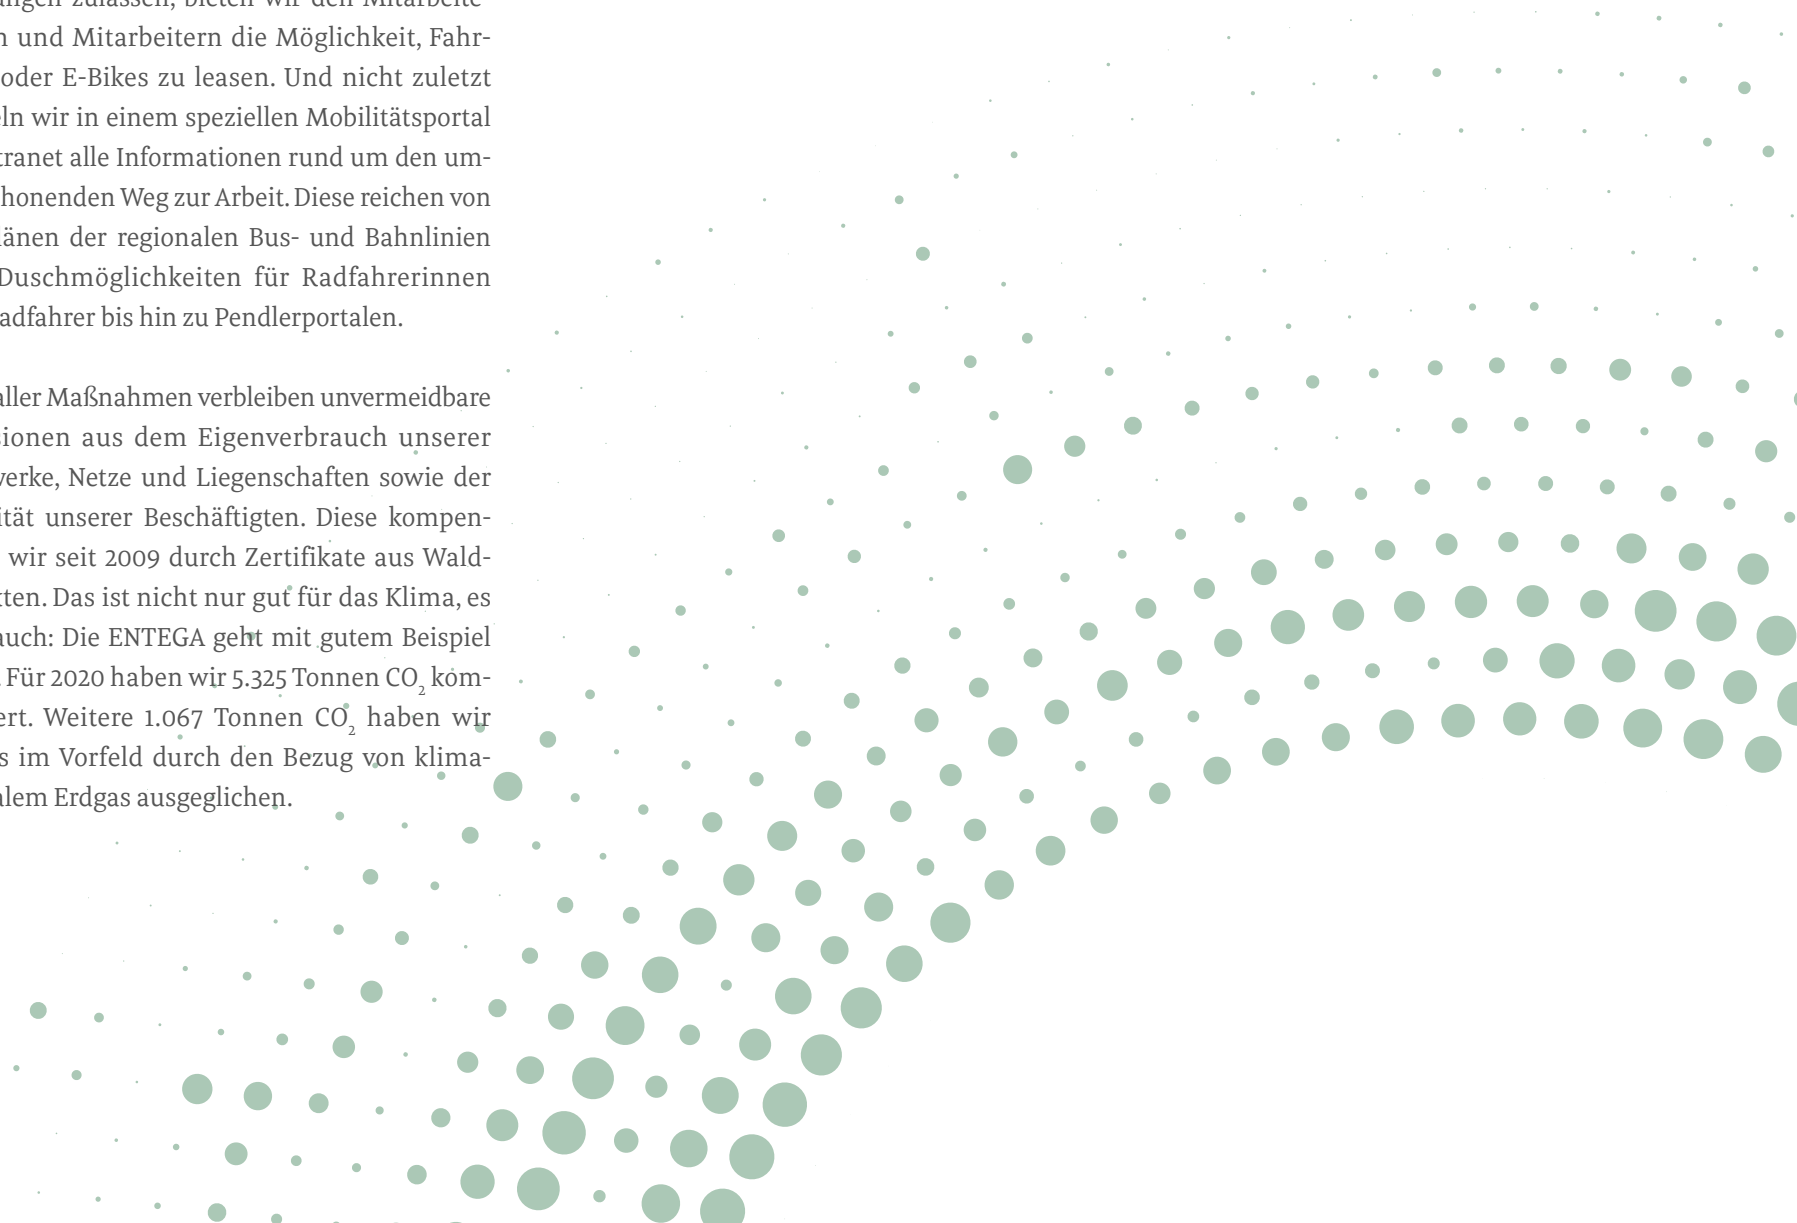 ungen zulassen, bieten wir den Mitarbeite-
n und Mitarbeitern die Möglichkeit, Fahr-
oder E-Bikes zu leasen. Und nicht zuletzt
eln wir in einem speziellen Mobilitätsportal
tranet alle Informationen rund um den um-
honenden Weg zur Arbeit. Diese reichen von
änen der regionalen Bus- und Bahnlinien
Duschmöglichkeiten für Radfahrerinnen
adfahrer bis hin zu Pendlerportalen.
aller Maßnahmen verbleiben unvermeidbare
sionen aus dem Eigenverbrauch unserer
werke, Netze und Liegenschaften sowie der
ität unserer Beschäftigten. Diese kompen-
wir seit 2009 durch Zertifikate aus Wald-
kten. Das ist nicht nur gut für das Klima, es
auch: Die ENTEGA geht mit gutem Beispiel
. Für 2020 haben wir 5.325 Tonnen CO₂ kom-
ert. Weitere 1.067 Tonnen CO₂ haben wir
s im Vorfeld durch den Bezug von klima-
alem Erdgas ausgeglichen.